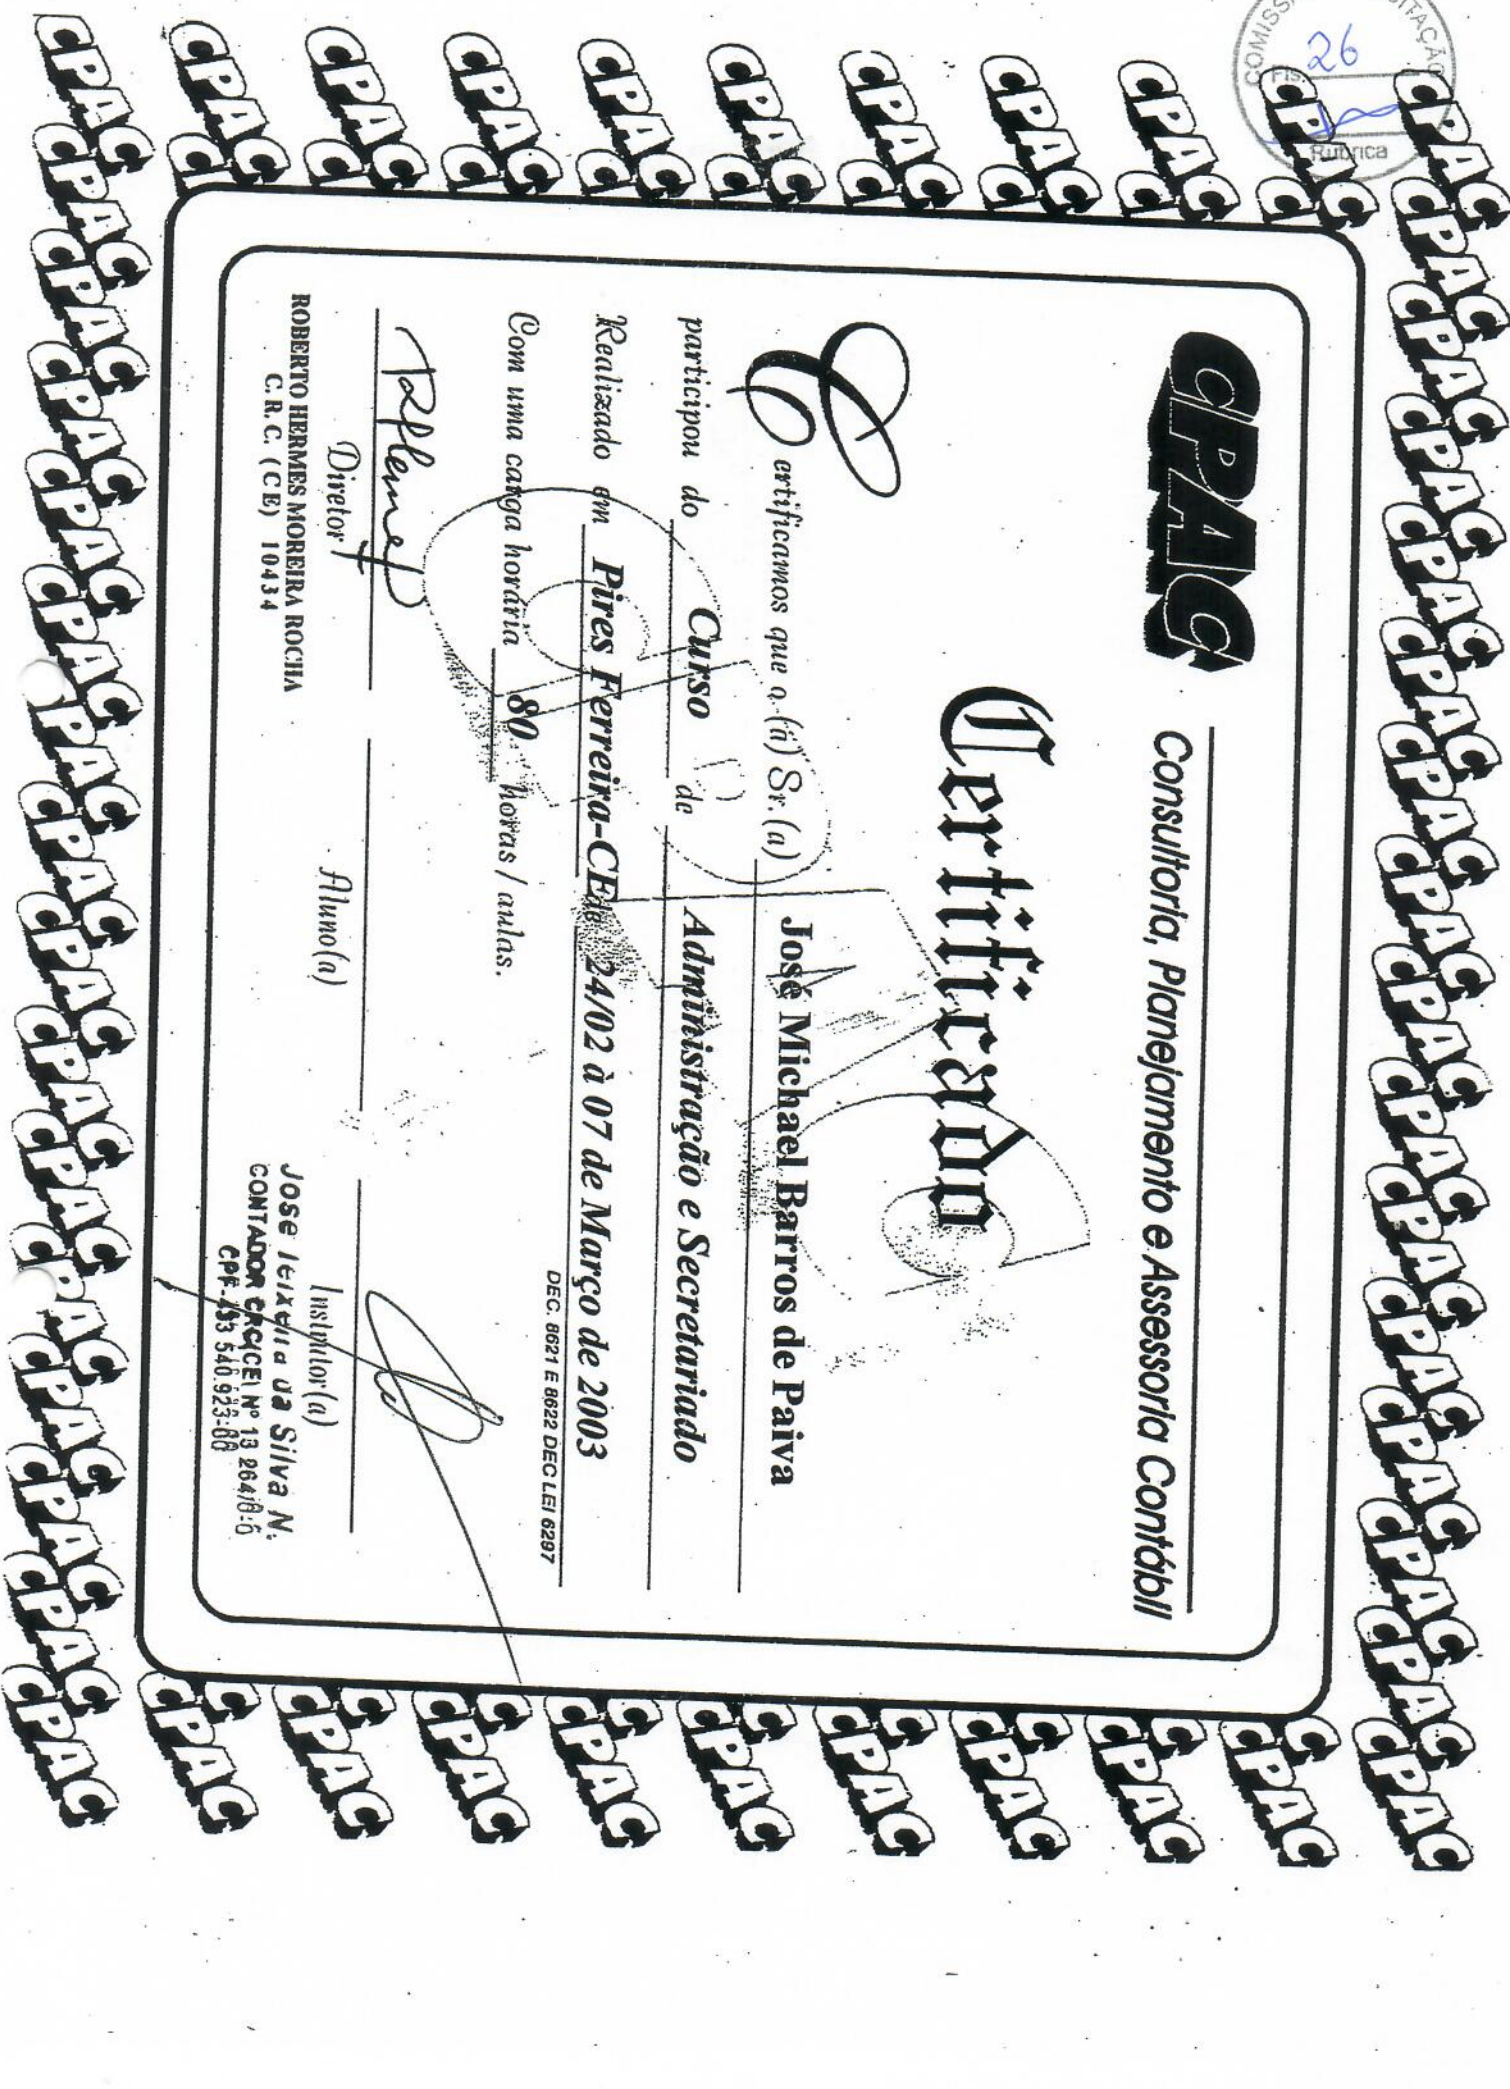 CPAC
Consultoria, Planejamento e Assessoria Contábil
Certificado
Certificamos que o (a) Sr.(a) José Michael Barros de Paiva
participou do Curso de Administração e Secretariado
Realizado em Pires Ferreira-CE de 24/02 à 07 de Março de 2003
DEC. 8621 E 8622 DEC LEI 6297
Com uma carga horária 80 horas / aulas.
Diretor
ROBERTO HERMES MOREIRA ROCHA
C.R.C. (CE) 10434
Aluno(a)
Instrutor(a)
José Teixeira da Silva N.
CONTADOR
26
Fls.
Rubrica